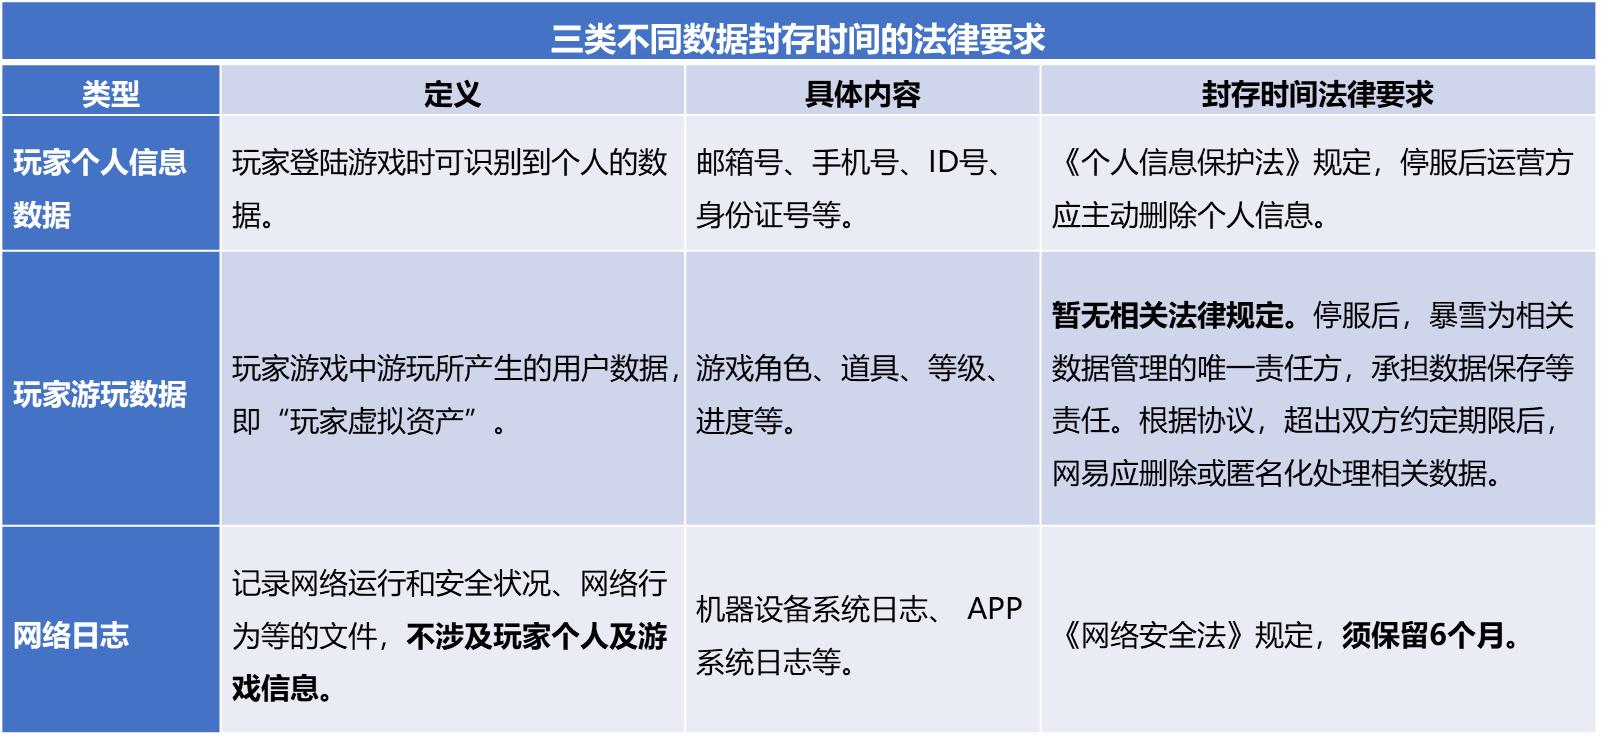 三类不同数据封存时间的法律要求
类型
定义
具体内容
封存时间法律要求
玩家个人信息
数据
玩家登陆游戏时可识别到个人的数
据。
邮箱号、手机号、ID号、
身份证号等。
《个人信息保护法》规定，停服后运营方
应主动删除个人信息。
玩家游玩数据
玩家游戏中游玩所产生的用户数据，
即“玩家虚拟资产”。
游戏角色、道具、等级、
进度等。
暂无相关法律规定。停服后，暴雪为相关
数据管理的唯一责任方，承担数据保存等
责任。根据协议，超出双方约定期限后，
网易应删除或匿名化处理相关数据。
网络日志
记录网络运行和安全状况、网络行
为等的文件，不涉及玩家个人及游
戏信息。
机器设备系统日志、 APP
系统日志等。
《网络安全法》规定，须保留6个月。